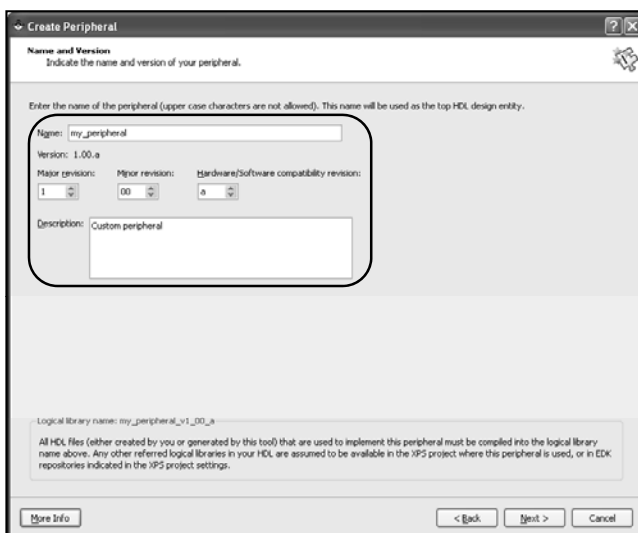 Create Peripheral
Name and Version
Indicate the name and version of your peripheral.
Enter the name of the peripheral (upper case characters are not allowed). This name will be used as the top HDL design entity.
Name: my_peripheral
Version: 1.00.a
Major revision: Minor revision: Hardware/Software compatibility revision:
1 00 a
Description: Custom peripheral
Logical library name: my_peripheral_v1_00_a
All HDL files (either created by you or generated by this tool) that are used to implement this peripheral must be compiled into the logical library
name above. Any other referred logical libraries in your HDL are assumed to be available in the XPS project where this peripheral is used, or in EDK
repositories indicated in the XPS project settings.
More Info < Back Next > Cancel